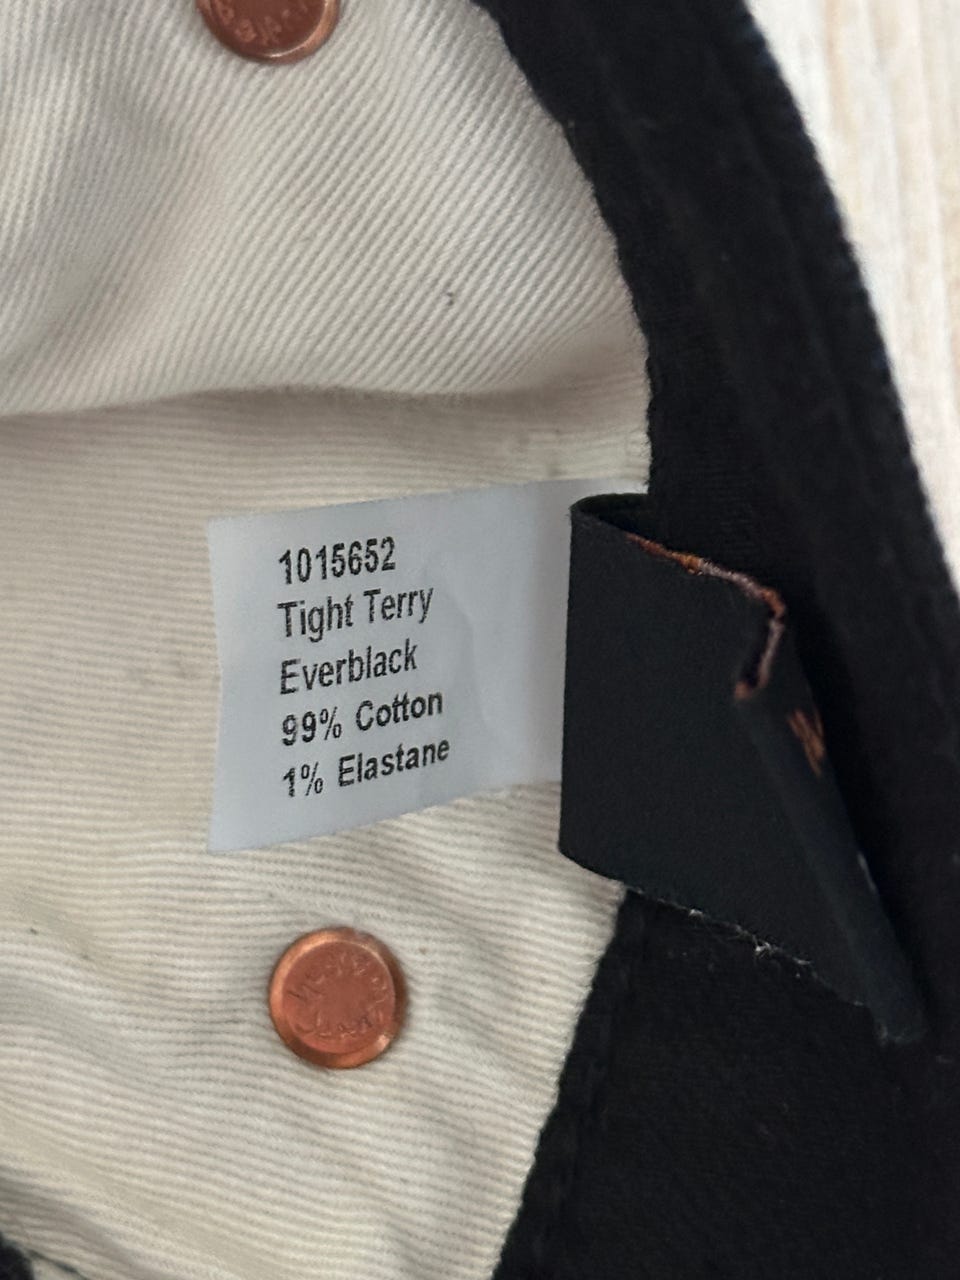 1015652
Tight Terry
Everblack
99% Cotton
1% Elastane